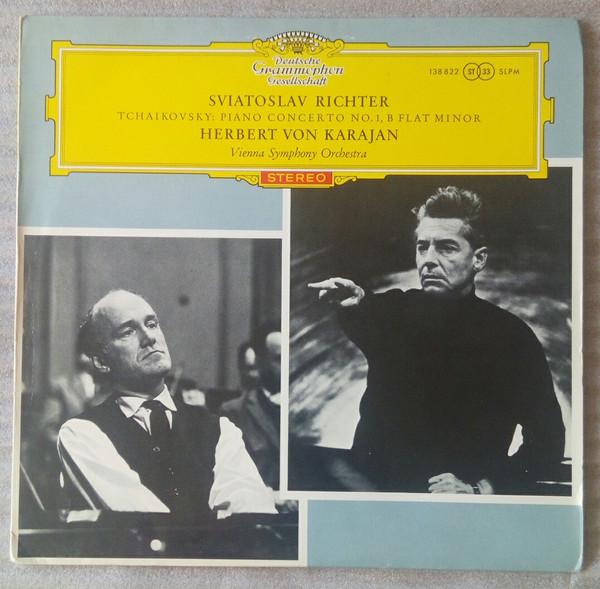 Deutsche
Grammophon
Gesellschaft
138 822 ST 33 SLPM
SVIATOSLAV RICHTER
TCHAIKOVSKY: PIANO CONCERTO NO. 1, B FLAT MINOR
HERBERT VON KARAJAN
Vienna Symphony Orchestra
STEREO